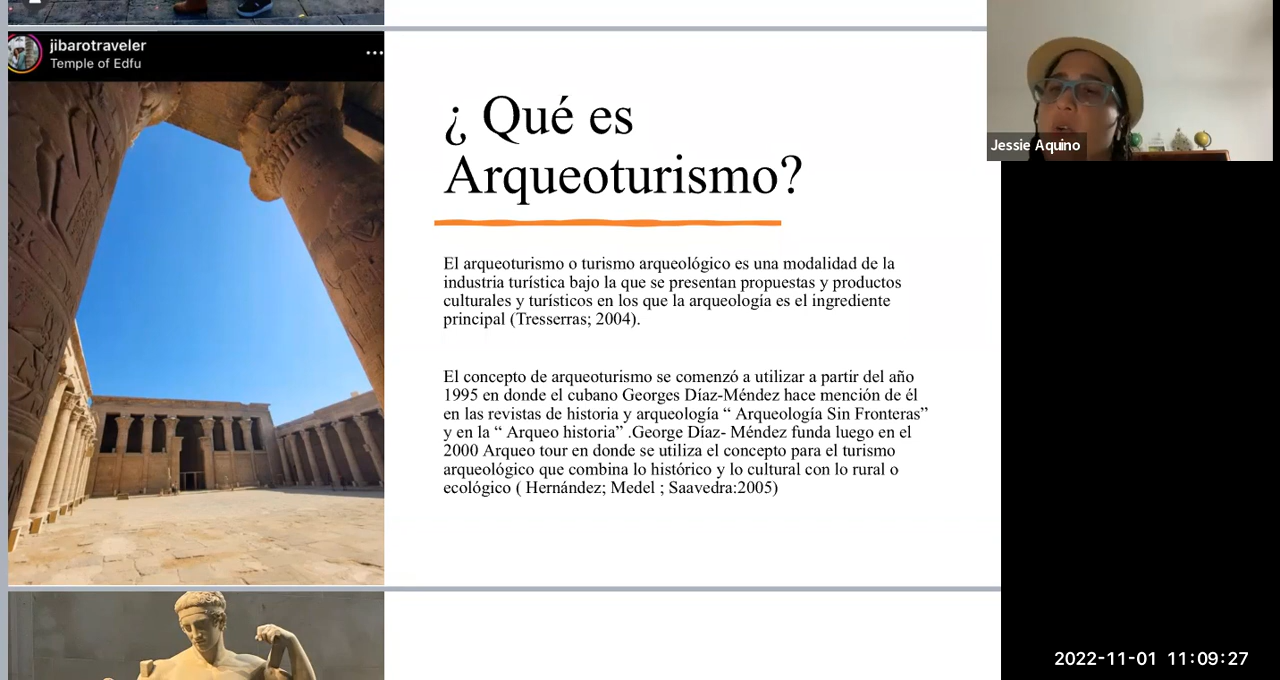 jibarotraveler
Temple of Edfu
¿ Qué es
Arqueoturismo?
El arqueoturismo o turismo arqueológico es una modalidad de la
industria turística bajo la que se presentan propuestas y productos
culturales y turísticos en los que la arqueología es el ingrediente
principal (Tresserras; 2004).
El concepto de arqueoturismo se comenzó a utilizar a partir del año
1995 en donde el cubano Georges Díaz-Méndez hace mención de él
en las revistas de historia y arqueología “ Arqueología Sin Fronteras”
y en la “ Arqueo historia” .George Díaz- Méndez funda luego en el
2000 Arqueo tour en donde se utiliza el concepto para el turismo
arqueológico que combina lo histórico y lo cultural con lo rural o
ecológico ( Hernández; Medel ; Saavedra:2005)
Jessie Aquino
2022-11-01 11:09:27